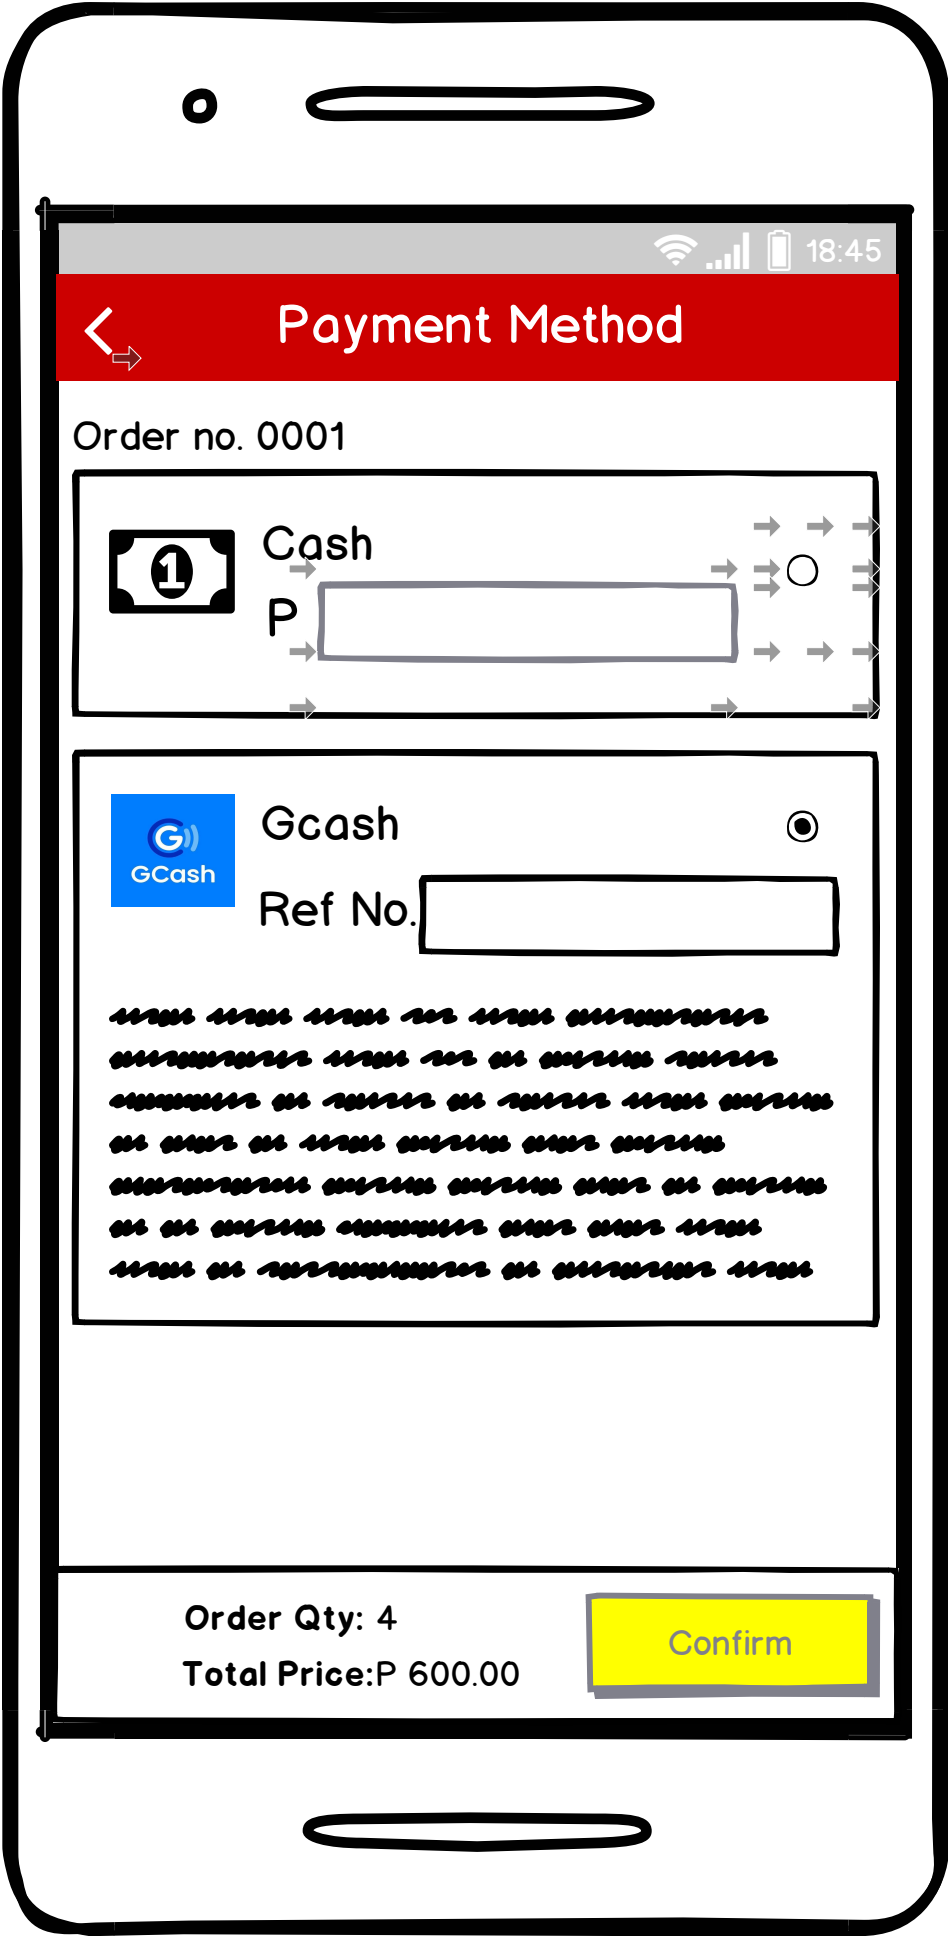 18:45
Payment Method
Order no. 0001
1
Cash
P
GCash
Gcash
Ref No.
Order Qty: 4
Total Price:P 600.00
Confirm